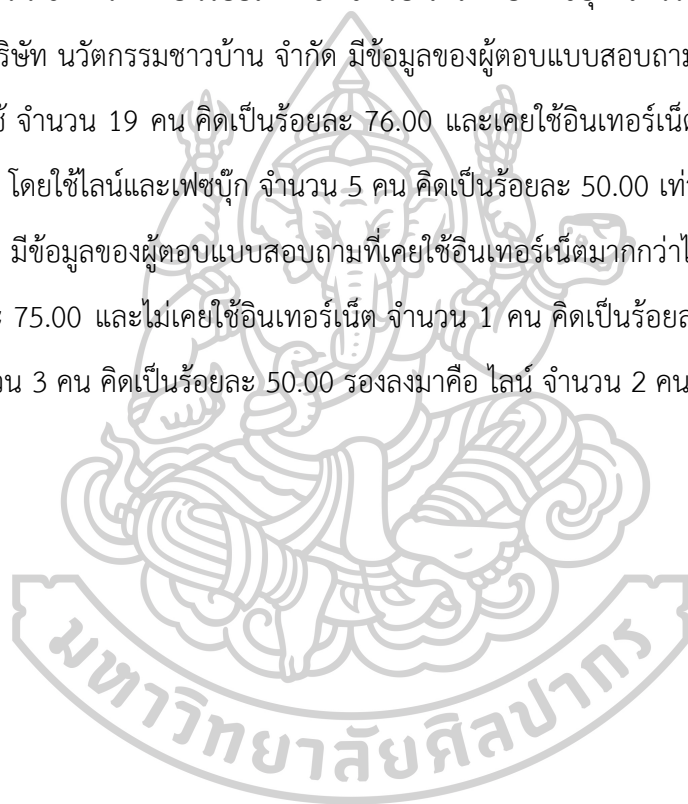 ริษัท นวัตกรรมชาวบ้าน จำกัด มีข้อมูลของผู้ตอบแบบสอบถาม
ช้ จำนวน 19 คน คิดเป็นร้อยละ 76.00 และเคยใช้อินเทอร์เน็ต
โดยใช้ไลน์และเฟซบุ๊ก จำนวน 5 คน คิดเป็นร้อยละ 50.00 เท่
มีข้อมูลของผู้ตอบแบบสอบถามที่เคยใช้อินเทอร์เน็ตมากกว่าไ
ะ 75.00 และไม่เคยใช้อินเทอร์เน็ต จำนวน 1 คน คิดเป็นร้อยล
วน 3 คน คิดเป็นร้อยละ 50.00 รองลงมาคือ ไลน์ จำนวน 2 คน
มหาวิทยาลัยศิลปากร